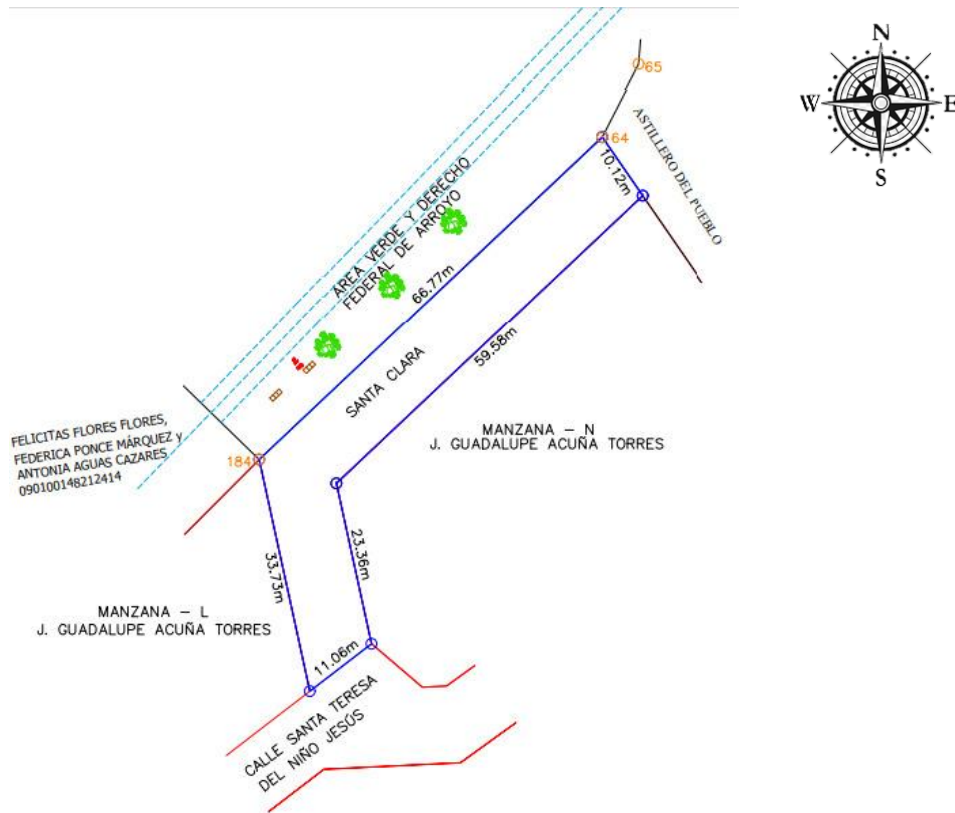 N
W
E
S
65
64
10.12m
ASTILLERO DEL PUEBLO
AREA VERDE Y DERECHO
FEDERAL DE ARROYO
66.77m
59.58m
SANTA CLARA
MANZANA – N
J. GUADALUPE ACUÑA TORRES
FELICITAS FLORES FLORES,
FEDERICA PONCE MÁRQUEZ y
ANTONIA AGUAS CAZARES
090100148212414
184
33.73m
23.36m
MANZANA – L
J. GUADALUPE ACUÑA TORRES
11.06m
CALLE SANTA TERESA
DEL NIÑO JESÚS